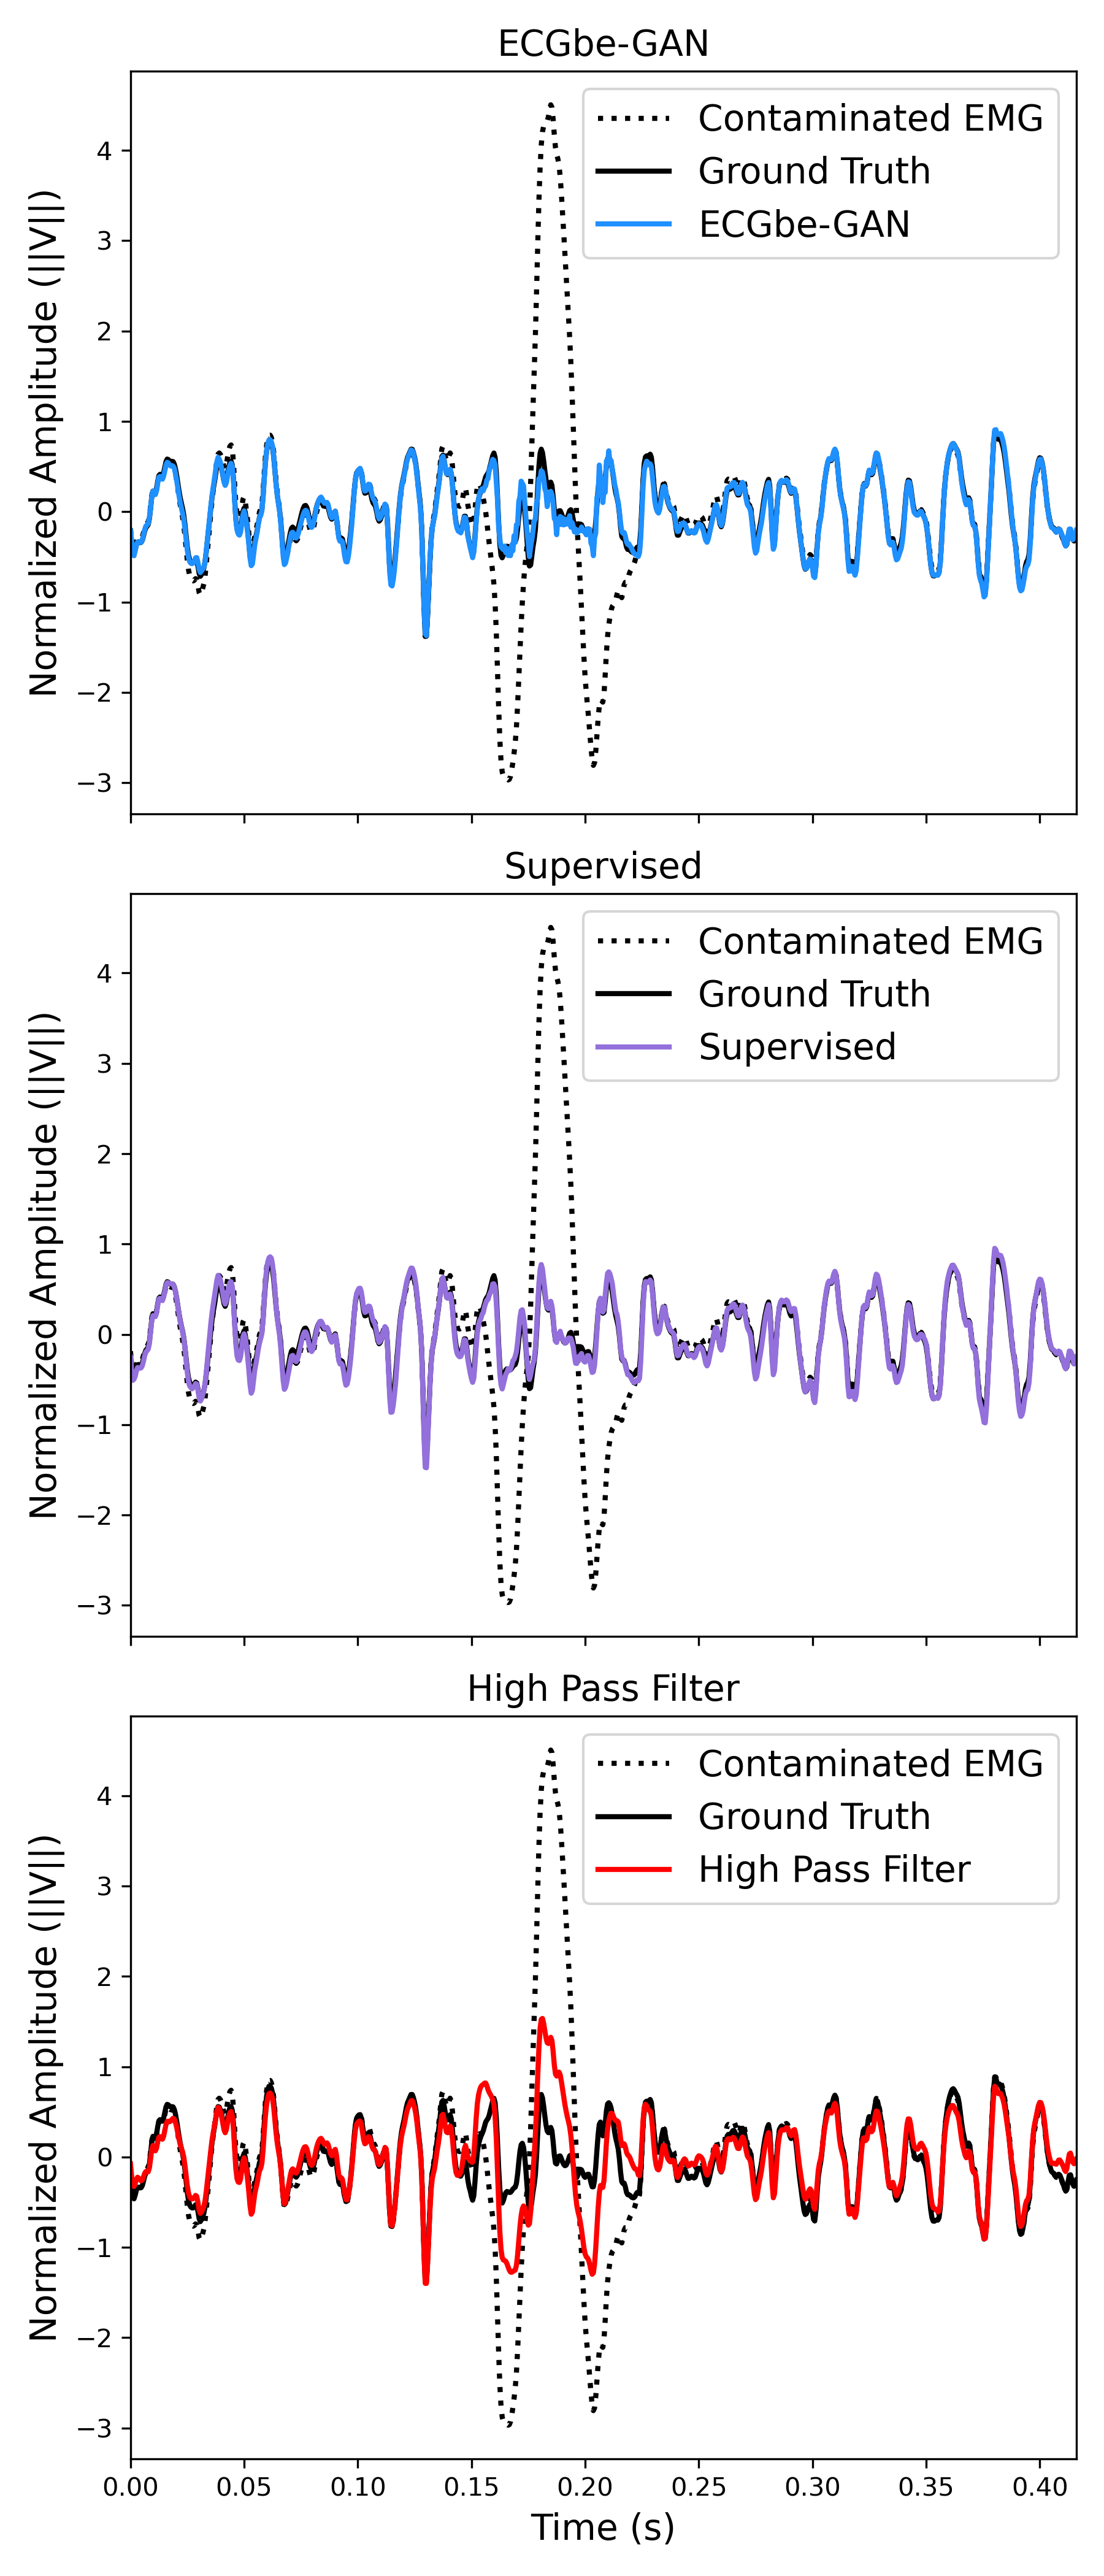 ECGbe-GAN
Contaminated EMG
Ground Truth
ECGbe-GAN
Normalized Amplitude (||V||)
4
3
2
1
0
−1
−2
−3
Supervised
Contaminated EMG
Ground Truth
Supervised
Normalized Amplitude (||V||)
4
3
2
1
0
−1
−2
−3
High Pass Filter
Contaminated EMG
Ground Truth
High Pass Filter
Normalized Amplitude (||V||)
4
3
2
1
0
−1
−2
−3
0.00 0.05 0.10 0.15 0.20 0.25 0.30 0.35 0.40
Time (s)